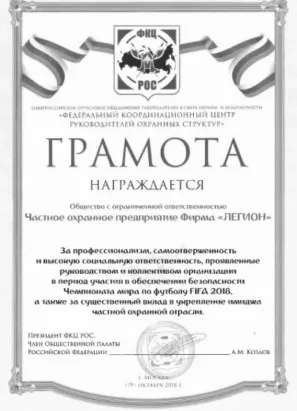 ФКЦ
РОС
ОБЩЕРОССИЙСКОЕ ОТРАСЛЕВОЕ ОБЪЕДИНЕНИЕ РАБОТОДАТЕЛЕЙ В СФЕРЕ ОХРАНЫ И БЕЗОПАСНОСТИ
«ФЕДЕРАЛЬНЫЙ КООРДИНАЦИОННЫЙ ЦЕНТР
РУКОВОДИТЕЛЕЙ ОХРАННЫХ СТРУКТУР»
ГРАМОТА
НАГРАЖДАЕТСЯ
Общество с ограниченной ответственностью
Частное охранное предприятие Фирма «ЛЕГИОН»
За профессионализм, самоотверженность
и высокую социальную ответственность, проявленные
руководством и коллективом организации
в период участия в обеспечении безопасности
Чемпионата мира по футболу FIFA 2018,
а также за существенный вклад в укрепление имиджа
частной охранной отрасли.
ПРЕЗИДЕНТ ФКЦ РОС,
ЧЛЕН ОБЩЕСТВЕННОЙ ПАЛАТЫ
РОССИЙСКОЙ ФЕДЕРАЦИИ А.М. КОЗЛОВ
Г. МОСКВА
«19» ОКТЯБРЯ 2018 Г.